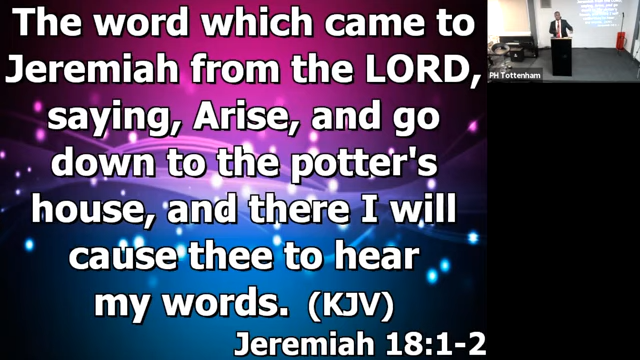 The word which came to
Jeremiah from the LORD,
saying, Arise, and go
down to the potter's
house, and there I will
cause thee to hear
my words. (KJV)
Jeremiah 18:1-2
PH Tottenham